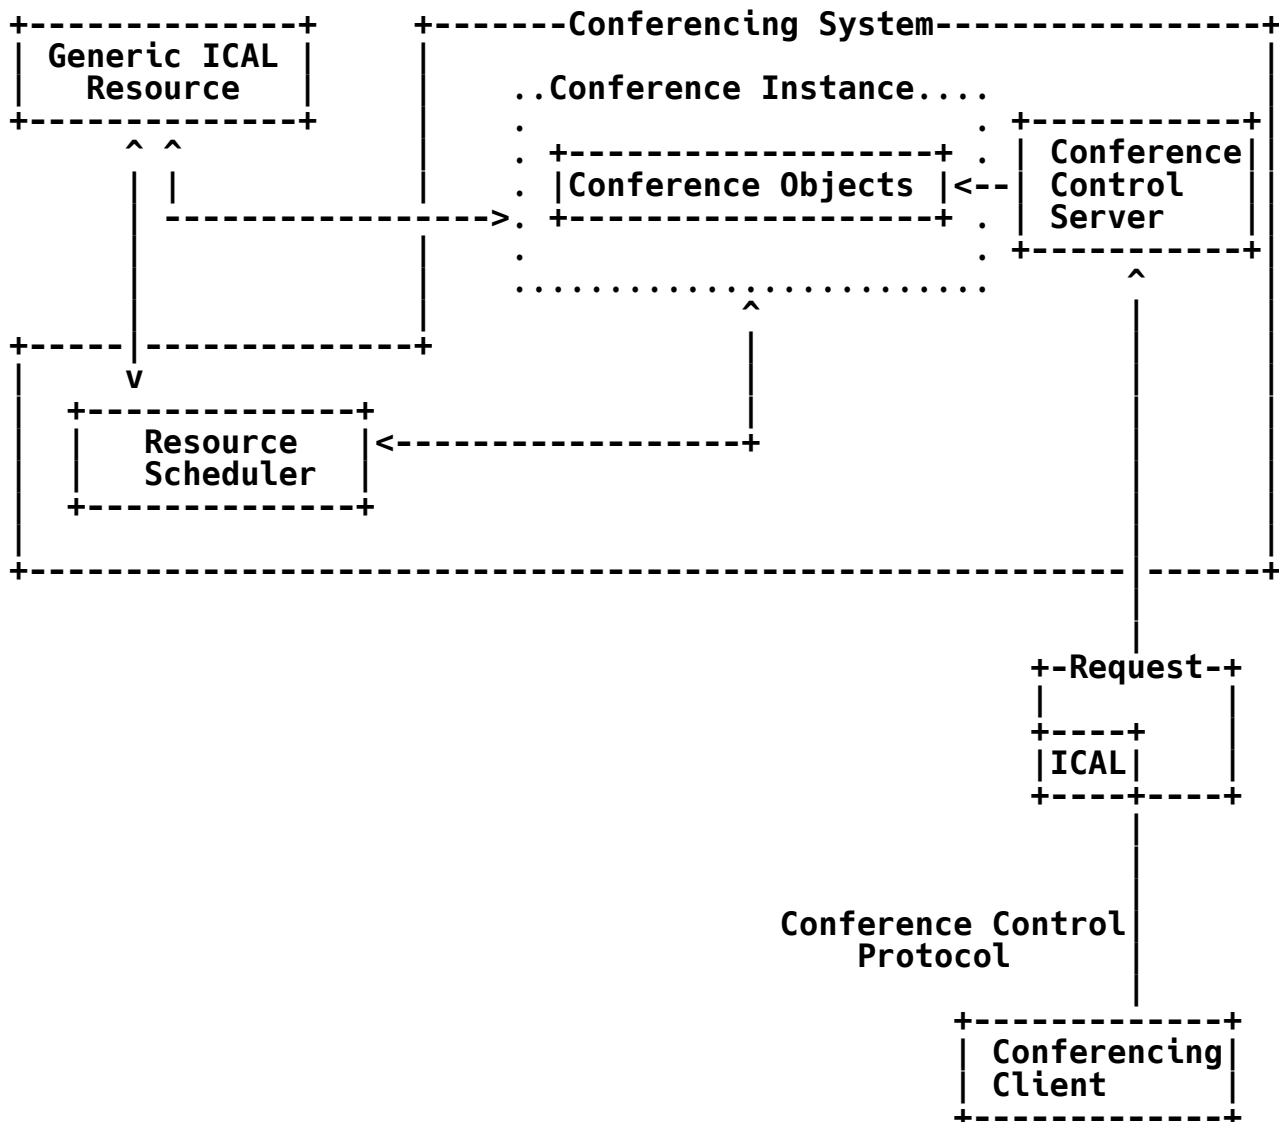 Conferencing System
Generic ICAL
Resource
Conference Instance
Conference Objects
Conference
Control
Server
Resource
Scheduler
Request
ICAL
Conference Control
Protocol
Conferencing
Client